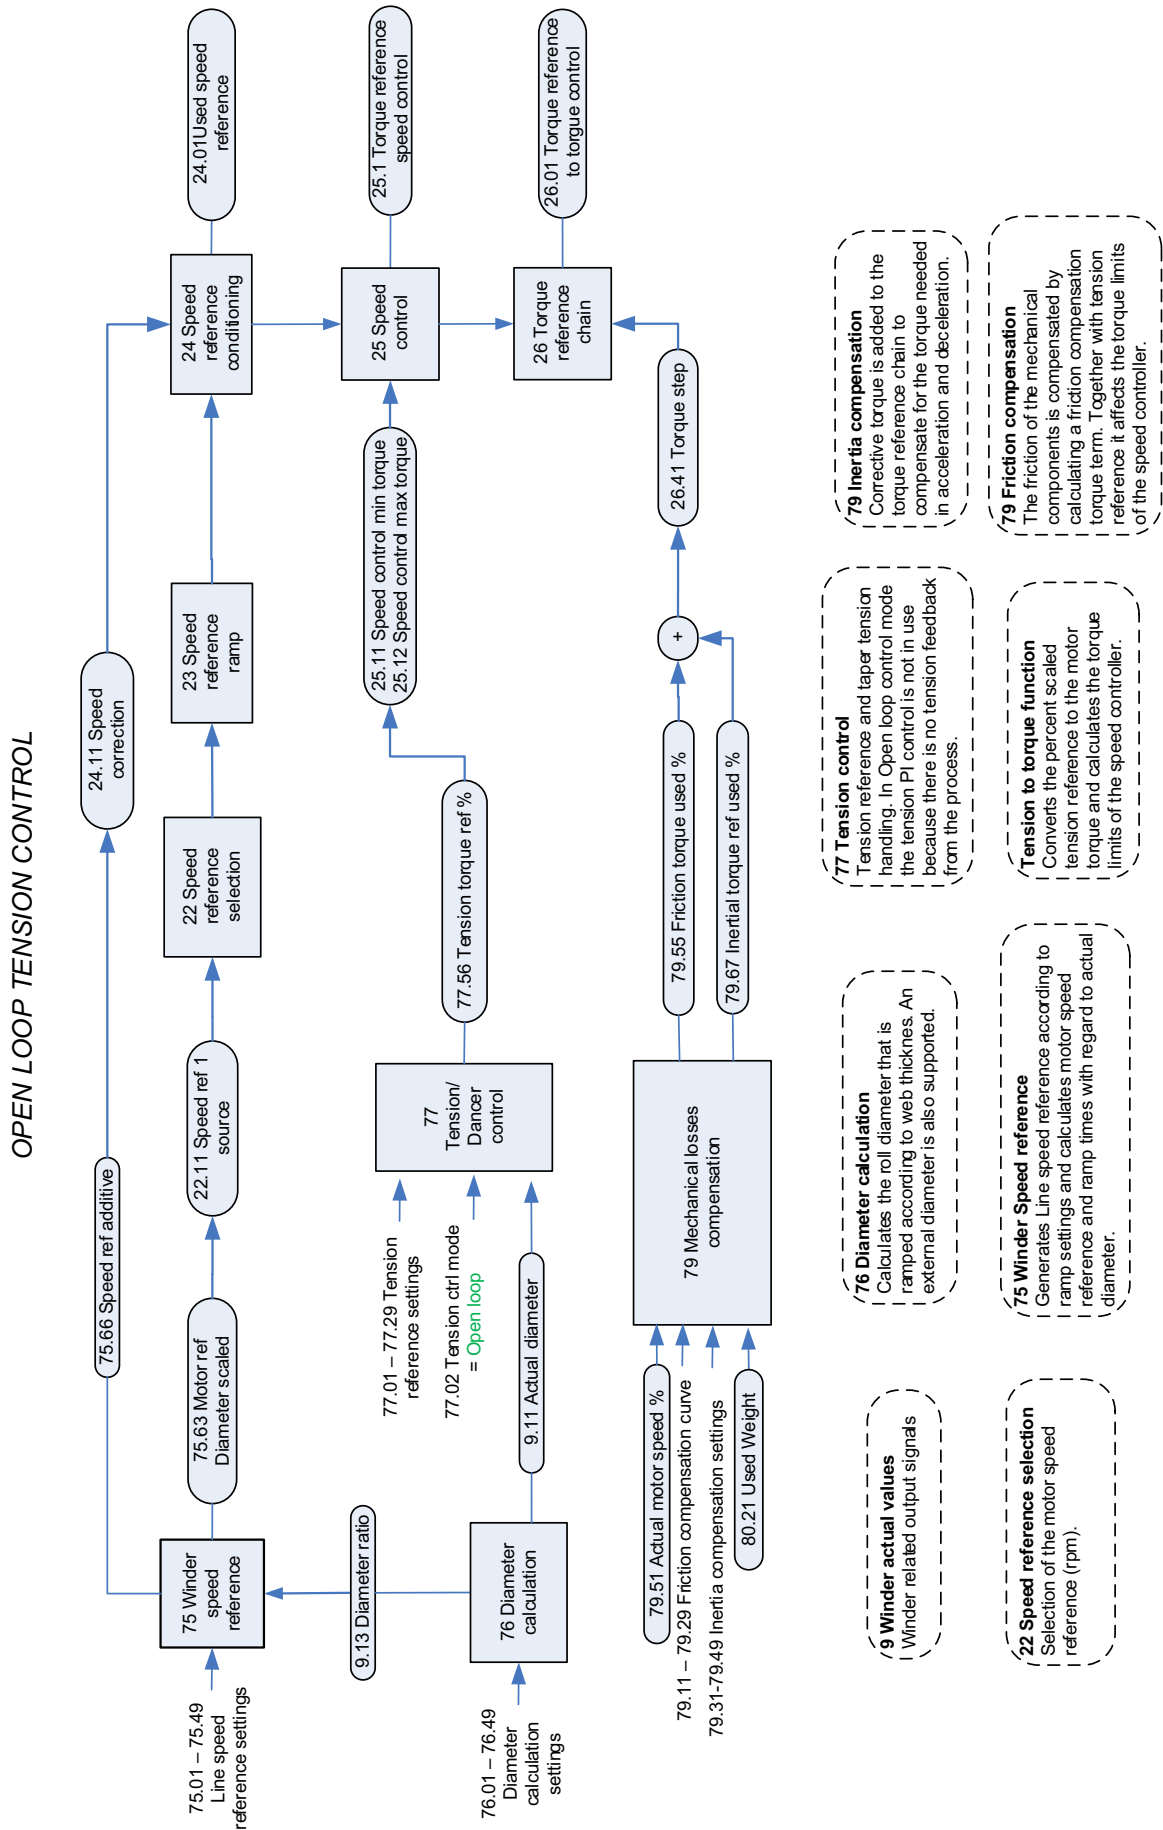 OPEN LOOP TENSION CONTROL
75.66 Speed ref additive
24.11 Speed
correction
75.01 – 75.49
Line speed
reference settings
75 Winder
speed
reference
75.63 Motor ref
Diameter scaled
22.11 Speed ref 1
source
22 Speed
reference
selection
23 Speed
reference
ramp
24 Speed
reference
conditioning
24.01Used speed
reference
9.13 Diameter ratio
77.01 – 77.29 Tension
reference settings
77.02 Tension ctrl mode
= Open loop
77
Tension/
Dancer
control
77.56 Tension torque ref %
25.11 Speed control min torque
25.12 Speed control max torque
25 Speed
control
25.1 Torque reference
speed control
76.01 – 76.49
Diameter
calculation
settings
76 Diameter
calculation
9.11 Actual diameter
26 Torque
reference
chain
26.01 Torque reference
to torgue control
79.51 Actual motor speed %
79.11 – 79.29 Friction compensation curve
79.31-79.49 Inertia compensation settings
80.21 Used Weight
79 Mechanical losses
compensation
79.55 Friction torque used %
79.67 Inertial torque ref used %
+
26.41 Torque step
9 Winder actual values
Winder related output signals
76 Diameter calculation
Calculates the roll diameter that is
ramped according to web thicknes. An
external diameter is also supported.
77 Tension control
Tension reference and taper tension
handling. In Open loop control mode
the tension PI control is not in use
because there is no tension feedback
from the process.
79 Inertia compensation
Corrective torque is added to the
torque reference chain to
compensate for the torque needed
in acceleration and deceleration.
22 Speed reference selection
Selection of the motor speed
reference (rpm).
75 Winder Speed reference
Generates Line speed reference according to
ramp settings and calculates motor speed
reference and ramp times with regard to actual
diameter.
Tension to torque function
Converts the percent scaled
tension reference to the motor
torque and calculates the torque
limits of the speed controller.
79 Friction compensation
The friction of the mechanical
components is compensated by
calculating a friction compensation
torque term. Together with tension
reference it affects the torque limits
of the speed controller.